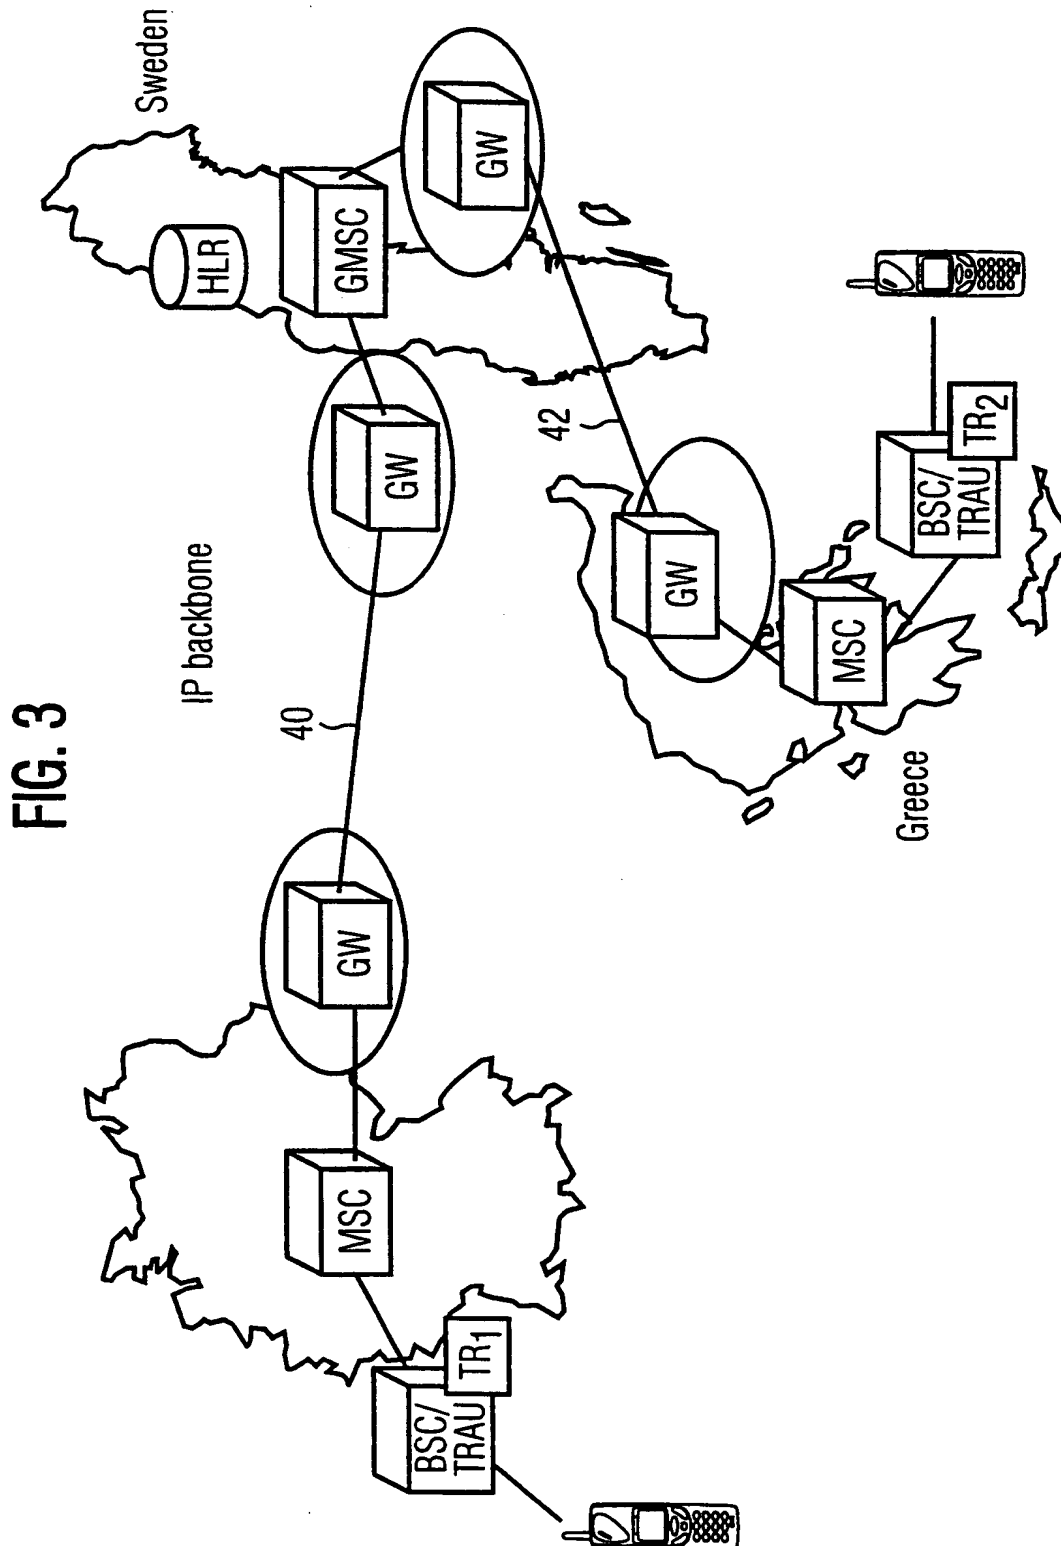 FIG. 3
IP backbone
Sweden
HLR
GMSC
GW
GW
GW
40
42
MSC
BSC/
TRAU
TR1
GW
MSC
BSC/
TRAU
TR2
Greece